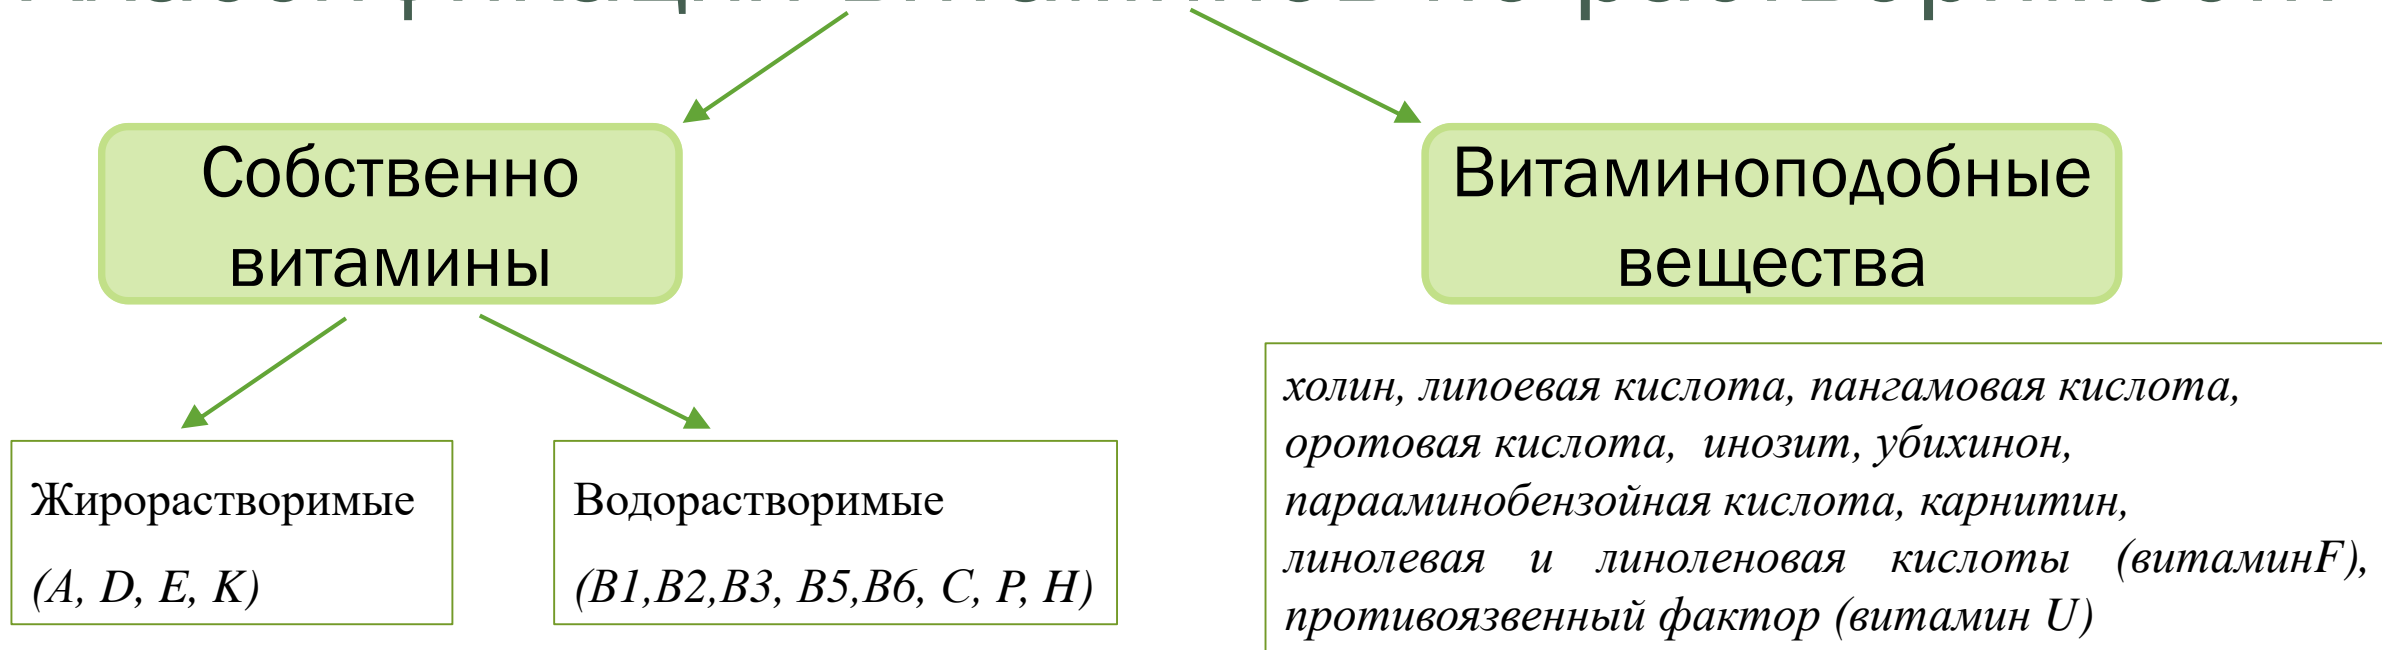 Собственно
витамины
Витаминоподобные
вещества
Жирорастворимые
(A, D, E, K)
Водорастворимые
(B1,B2,B3, B5,B6, C, P, H)
холин, липоевая кислота, пангамовая кислота,
оротовая кислота, инозит, убихинон,
парааминобензойная кислота, карнитин,
линолевая и линоленовая кислоты (витаминF),
противоязвенный фактор (витамин U)